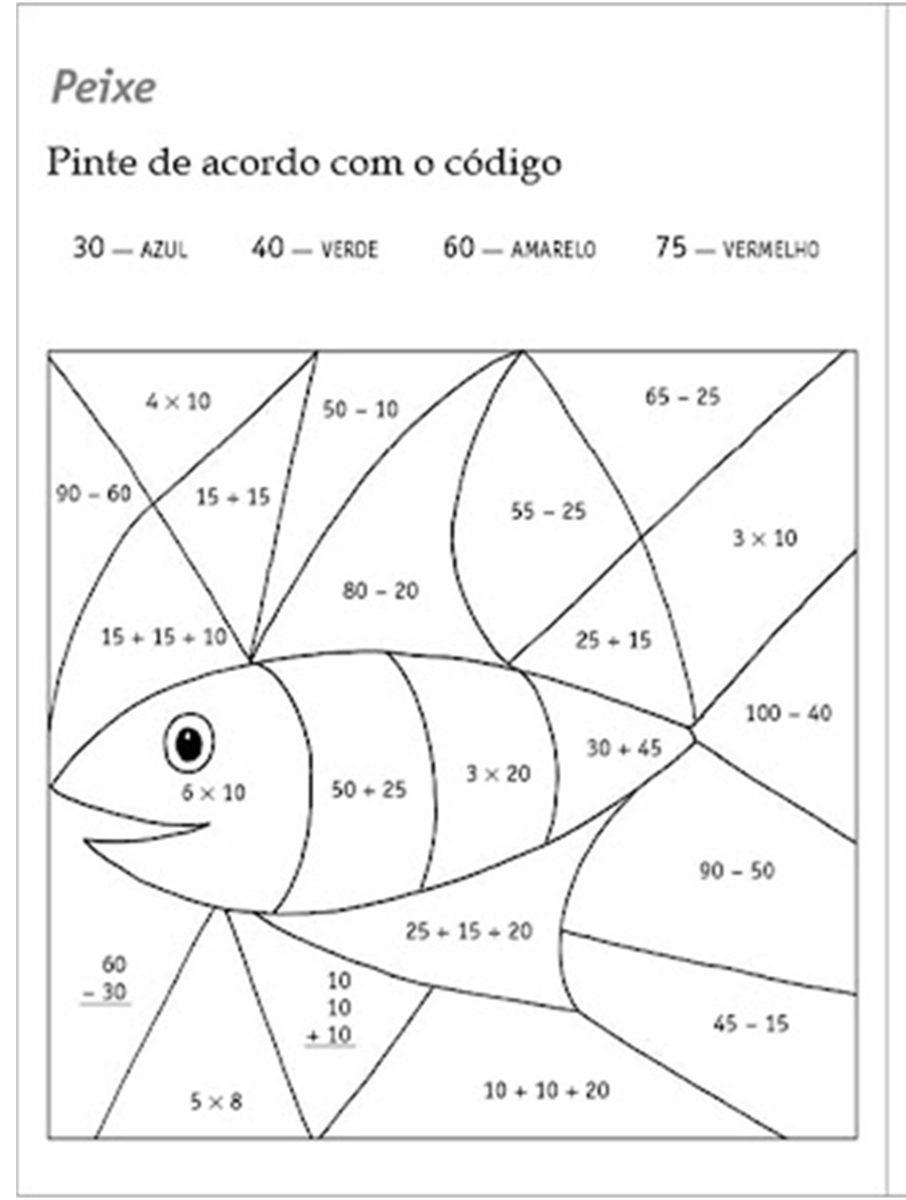 Peixe
Pinte de acordo com o código
30 — AZUL 40 — VERDE 60 — AMARELO 75 — VERMELHO
4 × 10
50 – 10
65 – 25
90 – 60
15 + 15
55 – 25
3 × 10
80 – 20
15 + 15 + 10
25 + 15
100 – 40
30 + 45
6 × 10
50 + 25
3 × 20
90 – 50
25 + 15 + 20
60
– 30
10
10
+ 10
45 – 15
5 × 8
10 + 10 + 20